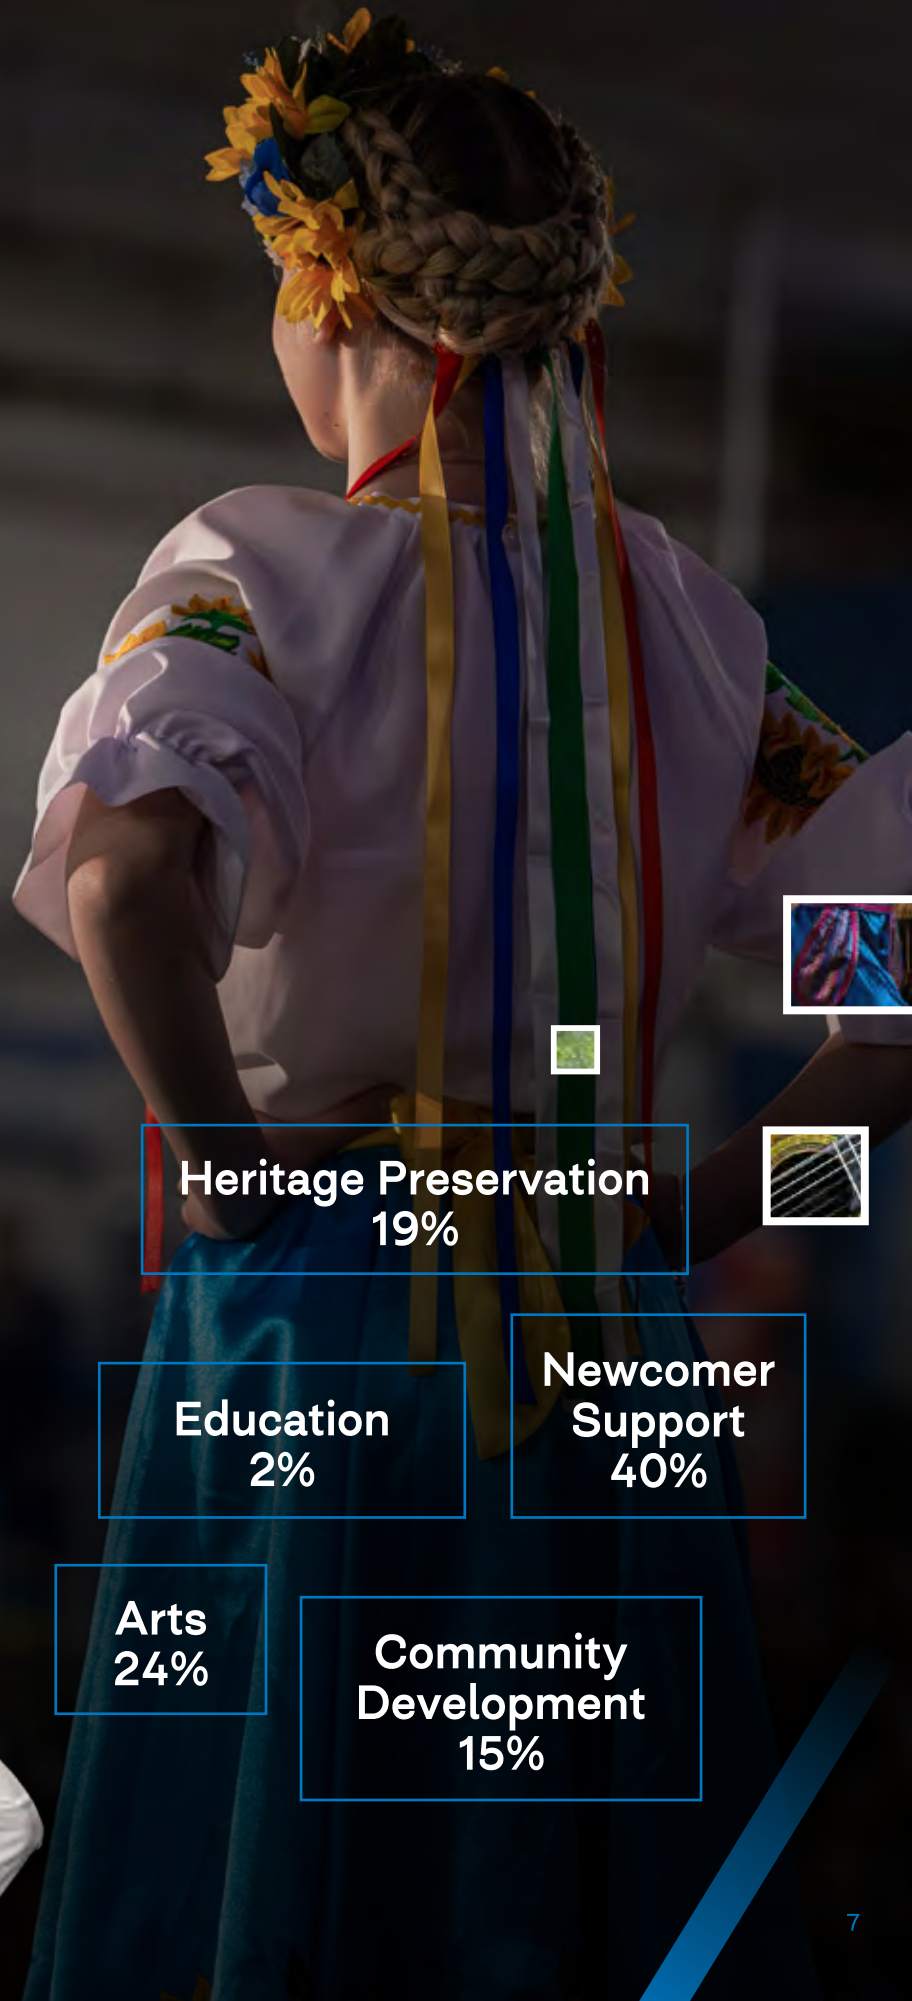 Heritage Preservation
19%
Education
2%
Newcomer
Support
40%
Arts
24%
Community
Development
15%
7